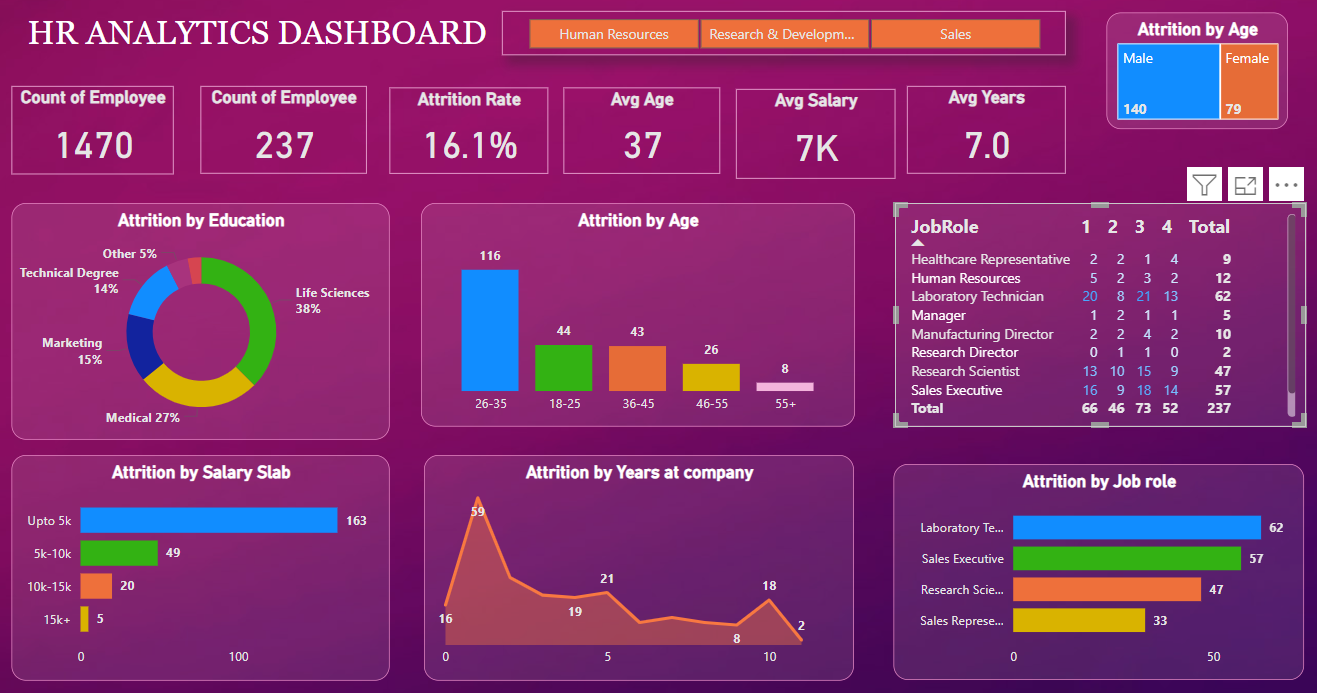 HR ANALYTICS DASHBOARD
Human Resources
Research & Developm...
Sales
Attrition by Age
Male
Female
140
79
Count of Employee
1470
Count of Employee
237
Attrition Rate
16.1%
Avg Age
37
Avg Salary
7K
Avg Years
7.0
Attrition by Education
Other 5%
Technical Degree
14%
Life Sciences
38%
Marketing
15%
Medical 27%
Attrition by Age
116
44
43
26
8
26-35
18-25
36-45
46-55
55+
JobRole 1 2 3 4 Total
Healthcare Representative 2 2 1 4 9
Human Resources 5 2 3 2 12
Laboratory Technician 20 8 21 13 62
Manager 1 2 1 1 5
Manufacturing Director 2 2 4 2 10
Research Director 0 1 1 0 2
Research Scientist 13 10 15 9 47
Sales Executive 16 9 18 14 57
Total 66 46 73 52 237
Attrition by Salary Slab
Upto 5k 163
5k-10k 49
10k-15k 20
15k+ 5
0 100
Attrition by Years at company
59
16
19
21
8
18
2
0 5 10
Attrition by Job role
Laboratory Te... 62
Sales Executive 57
Research Scie... 47
Sales Represe... 33
0 50